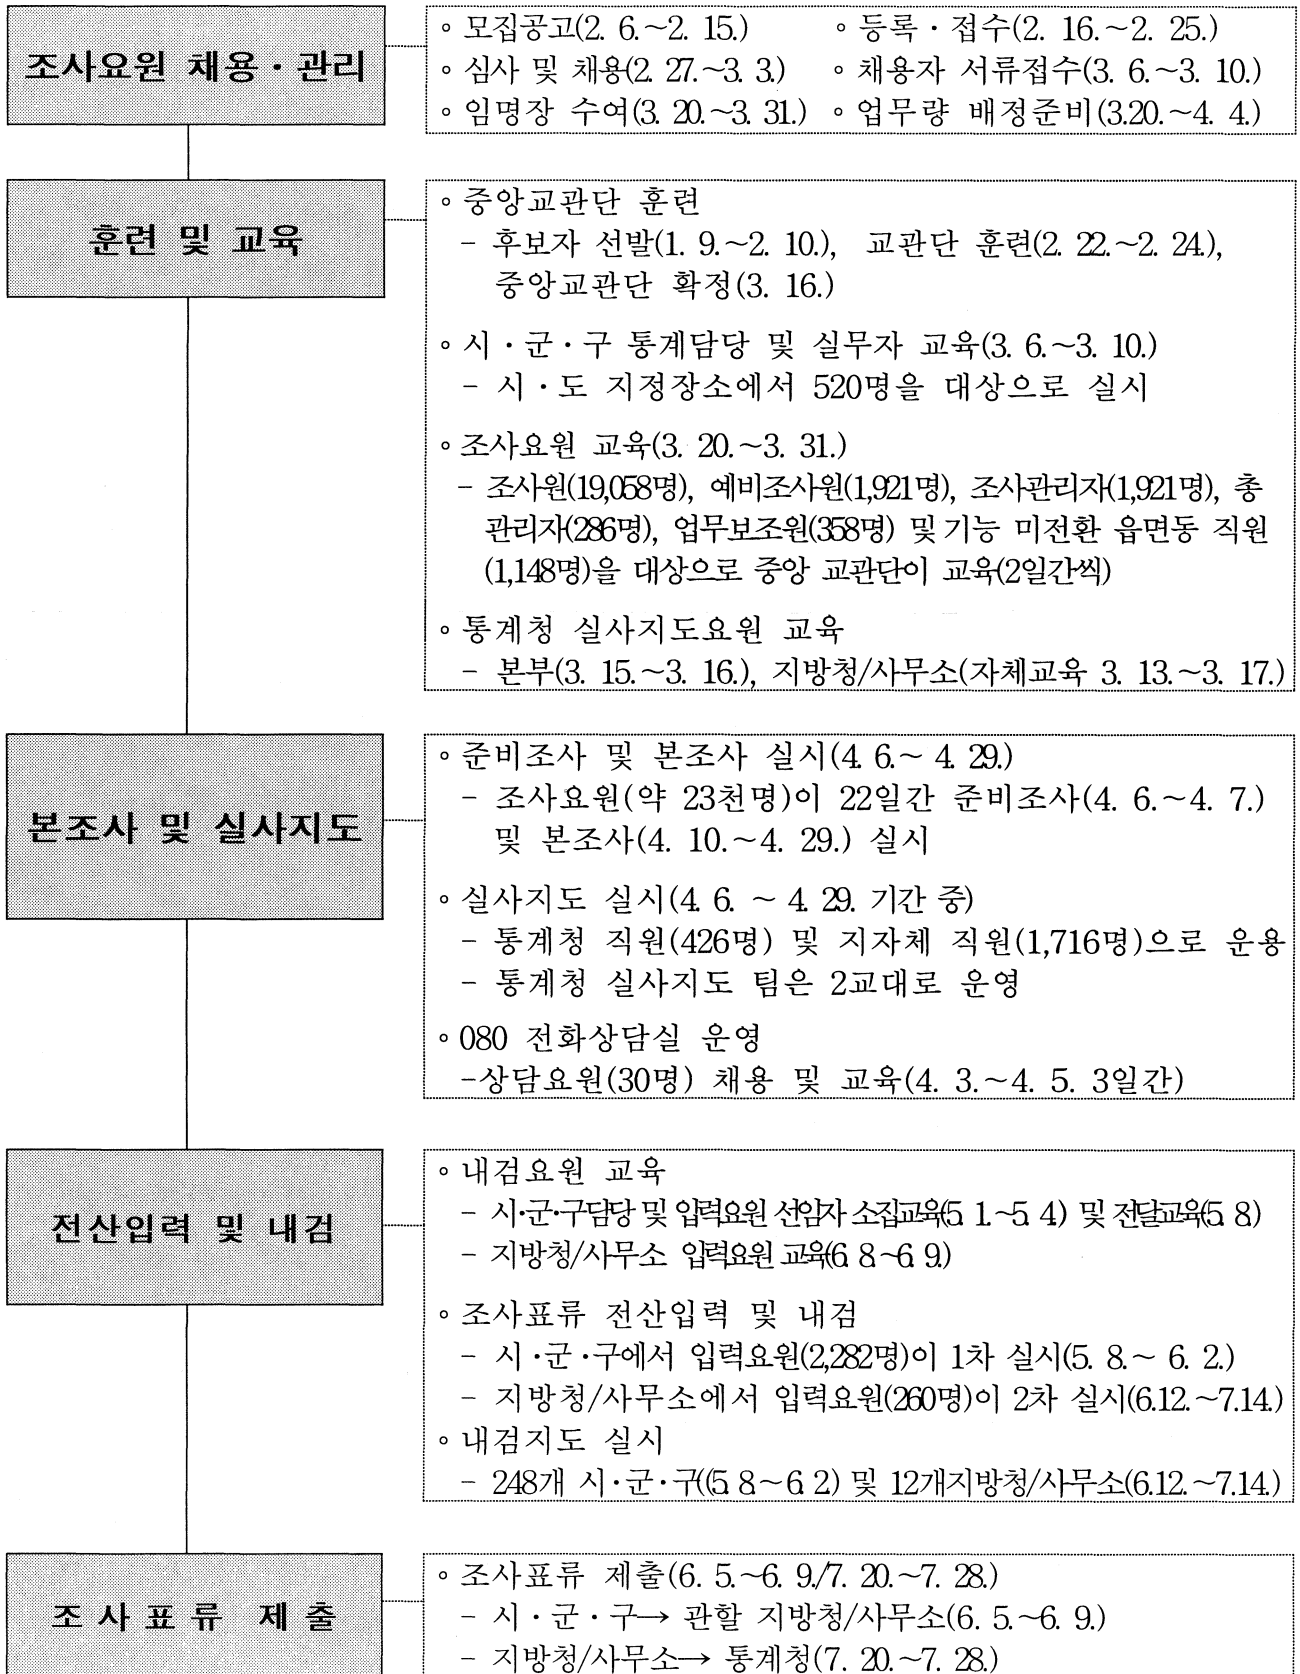 조사요원 채용·관리
◦ 모집공고(2. 6.~2. 15.) ◦ 등록·접수(2. 16.~2. 25.)
◦ 심사 및 채용(2. 27.~3. 3.) ◦ 채용자 서류접수(3. 6.~3. 10.)
◦ 임명장 수여(3. 20.~3. 31.) ◦ 업무량 배정준비(3.20.~4. 4.)
훈련 및 교육
◦ 중앙교관단 훈련
- 후보자 선발(1. 9.~2. 10.), 교관단 훈련(2. 22.~2. 24.),
중앙교관단 확정(3. 16.)
◦ 시·군·구 통계담당 및 실무자 교육(3. 6.~3. 10.)
- 시·도 지정장소에서 520명을 대상으로 실시
◦ 조사요원 교육(3. 20.~3. 31.)
- 조사원(19,058명), 예비조사원(1,921명), 조사관리자(1,921명), 총
관리자(286명), 업무보조원(358명) 및 기능 미전환 읍면동 직원
(1,148명)을 대상으로 중앙 교관단이 교육(2일간씩)
◦ 통계청 실사지도요원 교육
- 본부(3. 15.~3. 16.), 지방청/사무소(자체교육 3. 13.~3. 17.)
본조사 및 실사지도
◦ 준비조사 및 본조사 실시(4. 6.~ 4. 29.)
- 조사요원(약 23천명)이 22일간 준비조사(4. 6.~4. 7.)
및 본조사(4. 10.~4. 29.) 실시
◦ 실사지도 실시(4. 6. ~ 4. 29. 기간 중)
- 통계청 직원(426명) 및 지자체 직원(1,716명)으로 운용
- 통계청 실사지도 팀은 2교대로 운영
◦ 080 전화상담실 운영
-상담요원(30명) 채용 및 교육(4. 3.~4. 5. 3일간)
전산입력 및 내검
◦ 내검요원 교육
- 시·군·구담당 및 입력요원 선임자 소집교육(5. 1.~5. 4) 및 전달교육(5. 8.)
- 지방청/사무소 입력요원 교육(6. 8.~6. 9.)
◦ 조사표류 전산입력 및 내검
- 시·군·구에서 입력요원(2,282명)이 1차 실시(5. 8.~ 6. 2.)
- 지방청/사무소에서 입력요원(260명)이 2차 실시(6.12.~7.14.)
◦ 내검지도 실시
- 248개 시·군·구((5. 8.~6. 2.) 및 12개지방청/사무소(6.12.~7.14.)
조 사 표 류 제 출
◦ 조사표류 제출(6. 5.~6. 9./7. 20.~7. 28.)
- 시·군·구→ 관할 지방청/사무소(6. 5.~6. 9.)
- 지방청/사무소→ 통계청(7. 20.~7. 28.)